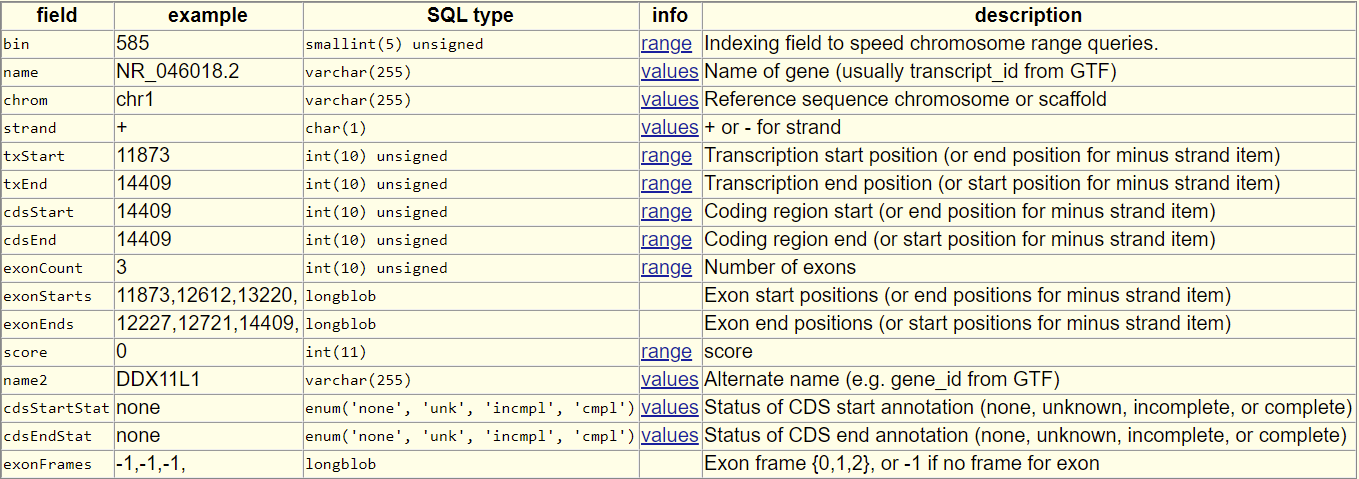 field example SQL type info description
bin 585 smallint(5) unsigned range Indexing field to speed chromosome range queries.
name NR_046018.2 varchar(255) values Name of gene (usually transcript_id from GTF)
chrom chr1 varchar(255) values Reference sequence chromosome or scaffold
strand + char(1) values + or - for strand
txStart 11873 int(10) unsigned range Transcription start position (or end position for minus strand item)
txEnd 14409 int(10) unsigned range Transcription end position (or start position for minus strand item)
cdsStart 14409 int(10) unsigned range Coding region start (or end position for minus strand item)
cdsEnd 14409 int(10) unsigned range Coding region end (or start position for minus strand item)
exonCount 3 int(10) unsigned range Number of exons
exonStarts 11873,12612,13220, longblob Exon start positions (or end positions for minus strand item)
exonEnds 12227,12721,14409, longblob Exon end positions (or start positions for minus strand item)
score 0 int(11) range score
name2 DDX11L1 varchar(255) values Alternate name (e.g. gene_id from GTF)
cdsStartStat none enum('none', 'unk', 'incmpl', 'cmpl') values Status of CDS start annotation (none, unknown, incomplete, or complete)
cdsEndStat none enum('none', 'unk', 'incmpl', 'cmpl') values Status of CDS end annotation (none, unknown, incomplete, or complete)
exonFrames -1,-1,-1, longblob Exon frame {0,1,2}, or -1 if no frame for exon